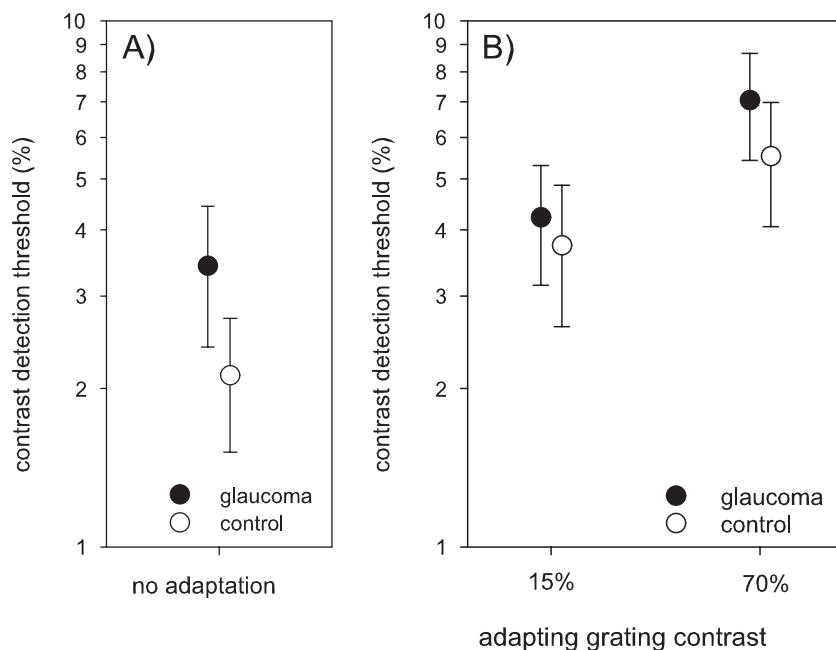 A)
contrast detection threshold (%)
10
9
8
7
6
5
4
3
2
1
glaucoma
control
no adaptation
B)
contrast detection threshold (%)
10
9
8
7
6
5
4
3
2
1
glaucoma
control
15%
70%
adapting grating contrast